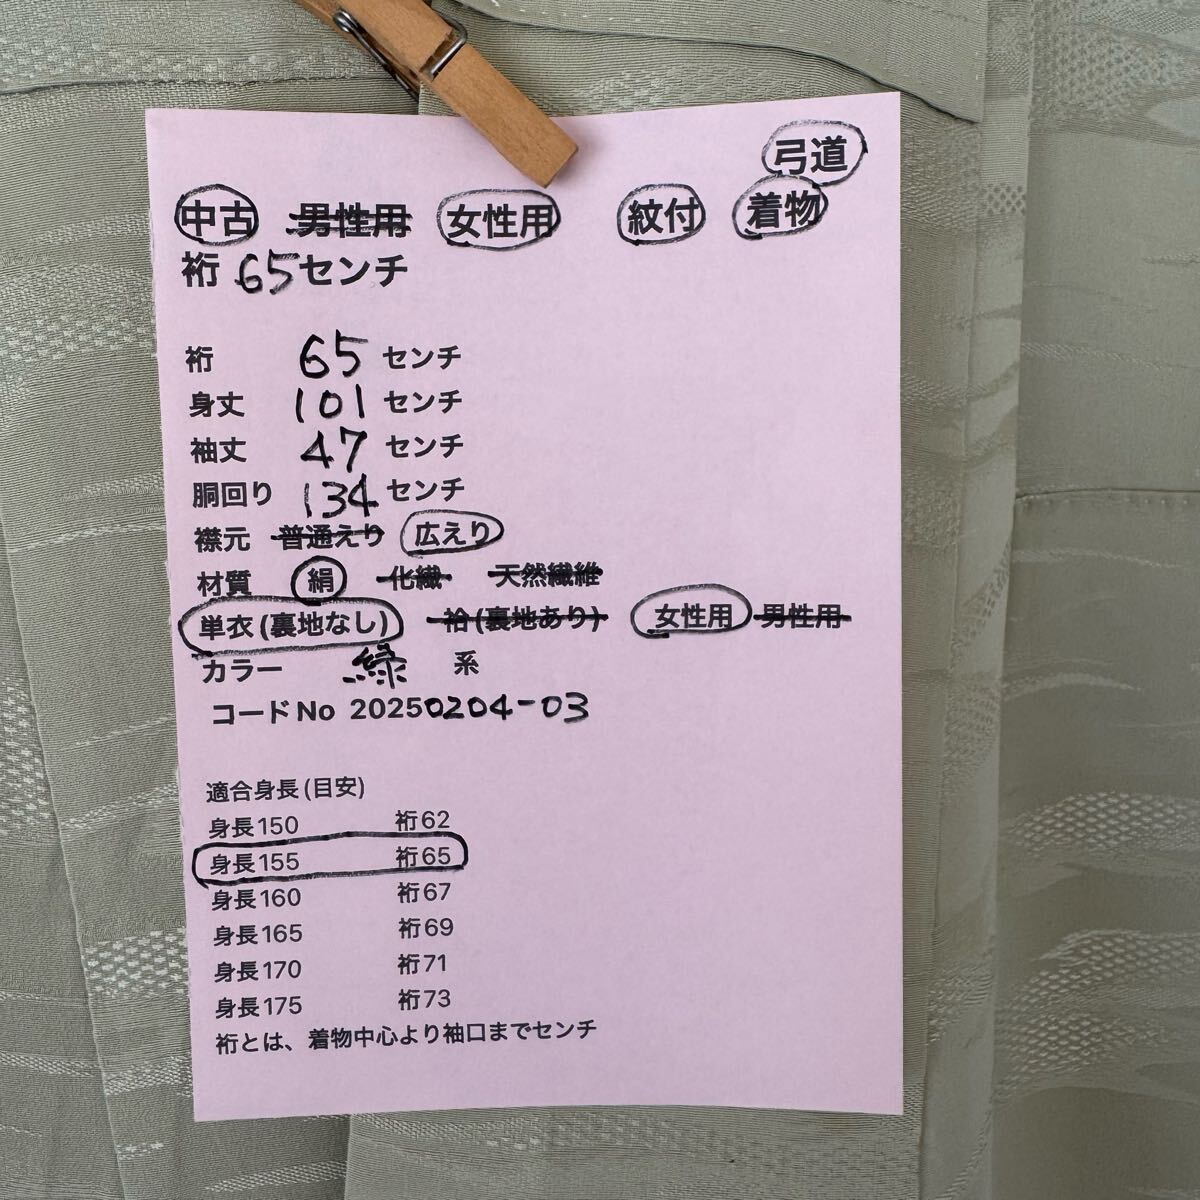 弓道
中古 男性用 女性用 紋付 着物
裄 65センチ
裄 65 センチ
身丈 101 センチ
袖丈 47 センチ
胴回り 134 センチ
襟元 普通えり 広えり
材質 絹 化繊 天然繊維
単衣(裏地なし) 袷(裏地あり) 女性用 男性用
カラー 緑 系
コードNo 20250204-03
適合身長(目安)
身長150 裄62
身長155 裄65
身長160 裄67
身長165 裄69
身長170 裄71
身長175 裄73
裄とは、着物中心より袖口までセンチ